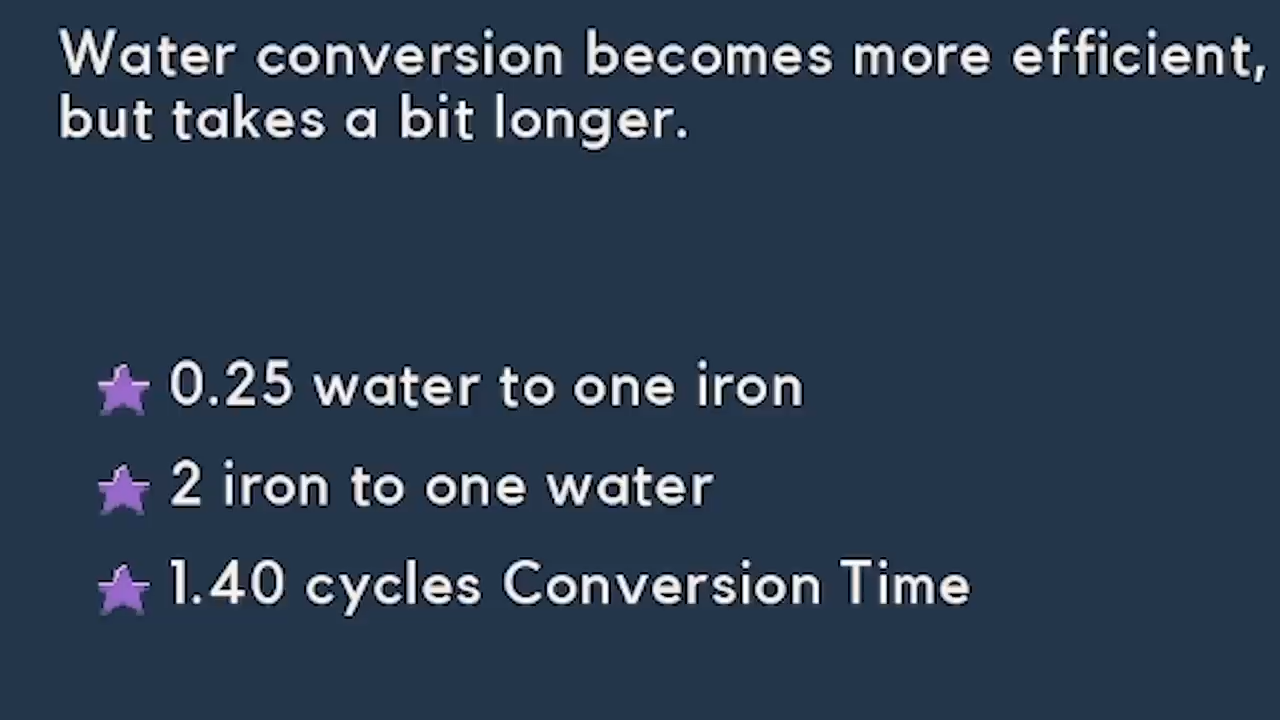 Water conversion becomes more efficient,
but takes a bit longer.
0.25 water to one iron
2 iron to one water
1.40 cycles Conversion Time